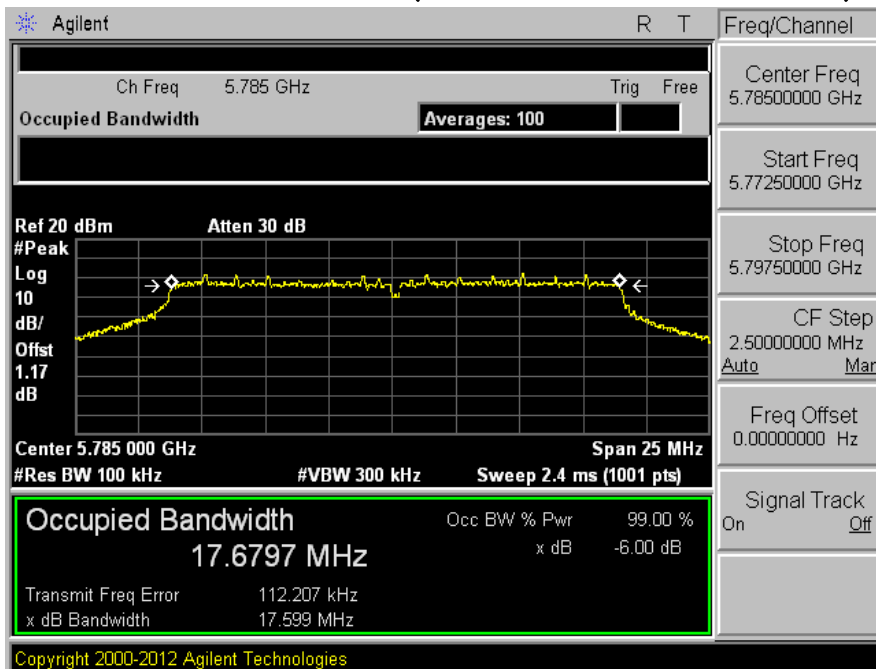 Agilent R T Freq/Channel
Ch Freq 5.785 GHz Trig Free
Occupied Bandwidth Averages: 100
Center Freq
5.78500000 GHz
Start Freq
5.77250000 GHz
Stop Freq
5.79750000 GHz
CF Step
2.50000000 MHz
Auto Man
Freq Offset
0.00000000 Hz
Signal Track
On Off
Ref 20 dBm Atten 30 dB
#Peak
Log
10
dB/
Offst
1.17
dB
Center 5.785 000 GHz Span 25 MHz
#Res BW 100 kHz #VBW 300 kHz Sweep 2.4 ms (1001 pts)
Occupied Bandwidth Occ BW % Pwr 99.00 %
17.6797 MHz x dB -6.00 dB
Transmit Freq Error 112.207 kHz
x dB Bandwidth 17.599 MHz
Copyright 2000-2012 Agilent Technologies